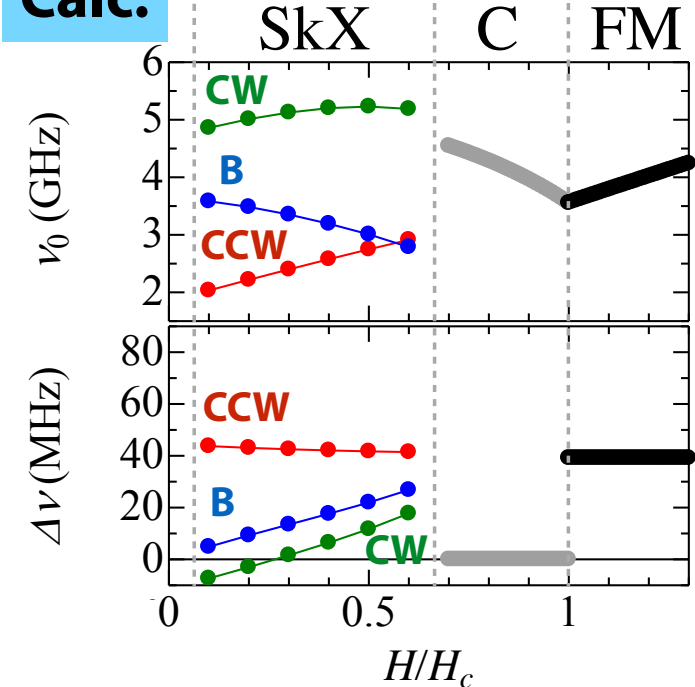 Calc.
SkX C FM
6
5
4
3
2
ν₀ (GHz)
CW
B
CCW
80
60
40
20
0
Δν (MHz)
CCW
B
CW
0 0.5 1
H/H_c